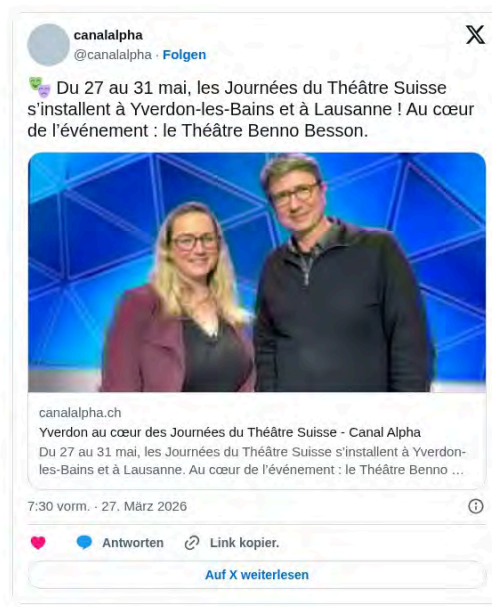 canalalpha
@canalalpha · Folgen
🎭 Du 27 au 31 mai, les Journées du Théâtre Suisse
s’installent à Yverdon-les-Bains et à Lausanne ! Au cœur
de l’événement : le Théâtre Benno Besson.
canalalpha.ch
Yverdon au cœur des Journées du Théâtre Suisse - Canal Alpha
Du 27 au 31 mai, les Journées du Théâtre Suisse s’installent à Yverdon-
les-Bains et à Lausanne. Au cœur de l’événement : le Théâtre Benno …
7:30 vorm. · 27. März 2026
Antworten
Link kopier.
Auf X weiterlesen